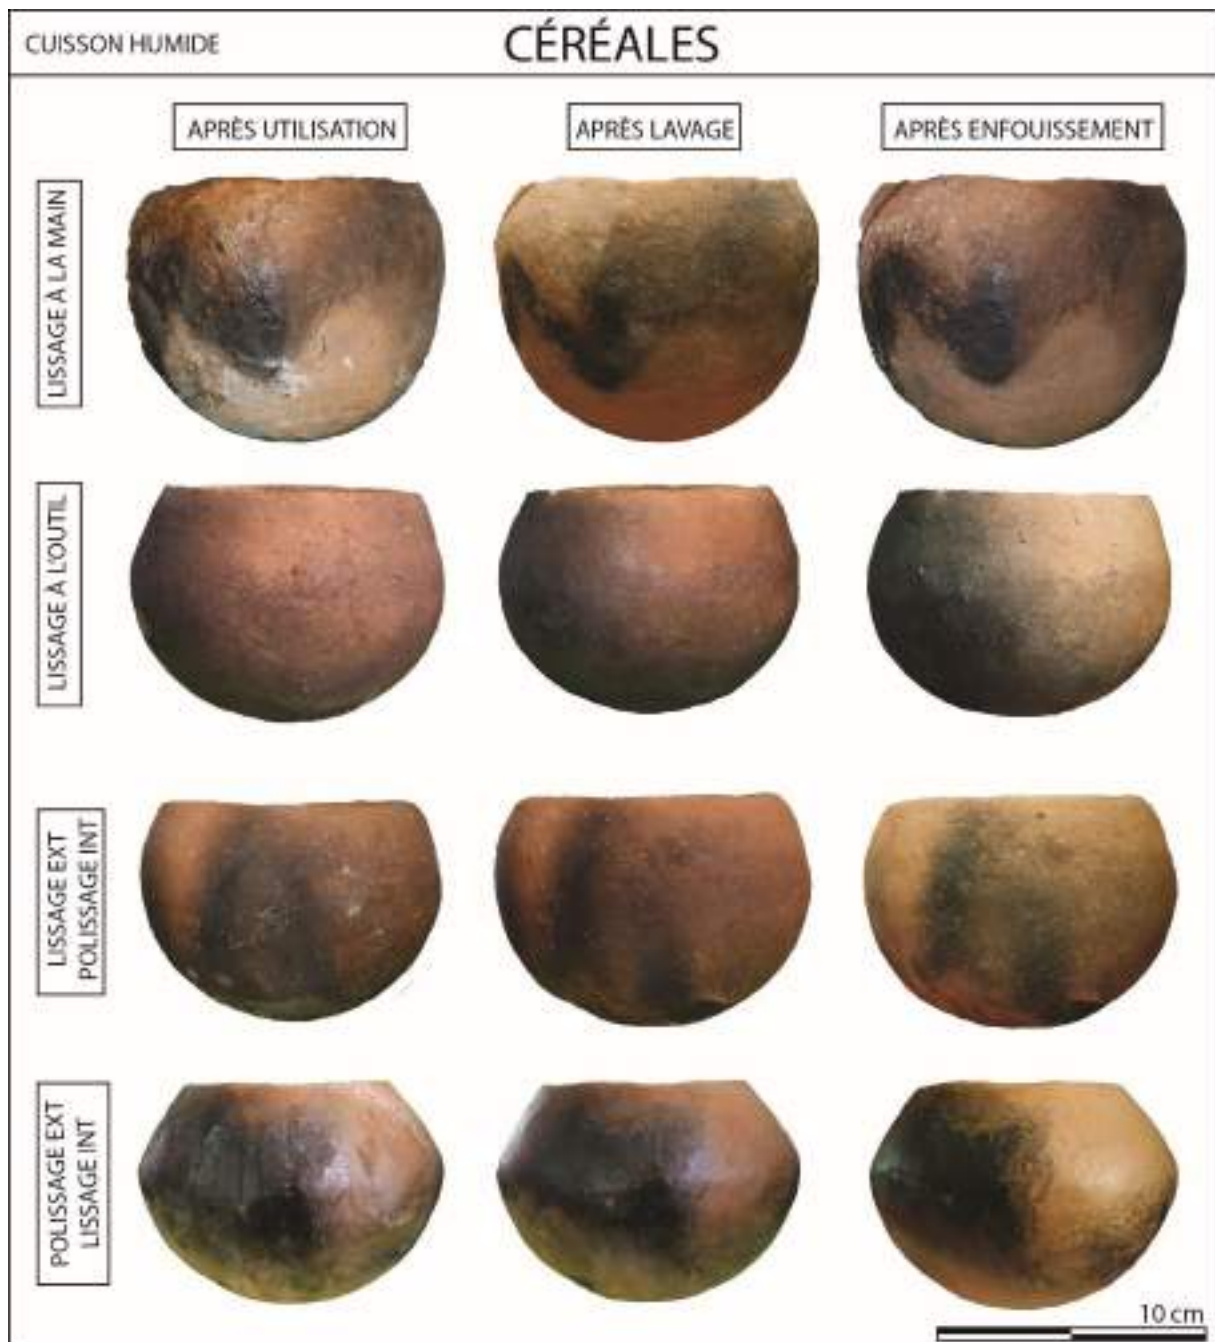 CUISSON HUMIDE
CÉRÉALES
APRÈS UTILISATION
APRÈS LAVAGE
APRÈS ENFOUISSEMENT
LISSAGE À LA MAIN
LISSAGE À L'OUTIL
LISSAGE EXT
POLISSAGE INT
POLISSAGE EXT
LISSAGE INT
10 cm